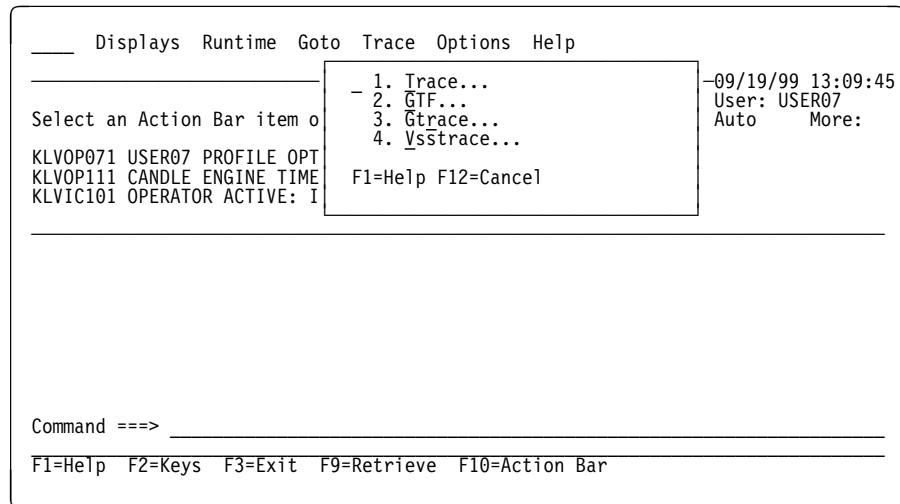 ____ Displays Runtime Goto Trace Options Help
_ 1. Trace...
09/19/99 13:09:45
2. GTF...
User: USER07
Select an Action Bar item o
3. Gtrace...
Auto More:
4. Vsstrace...
KLVOP071 USER07 PROFILE OPT
KLVOP111 CANDLE ENGINE TIME
F1=Help F12=Cancel
KLVIC101 OPERATOR ACTIVE: I
Command ===>
F1=Help F2=Keys F3=Exit F9=Retrieve F10=Action Bar